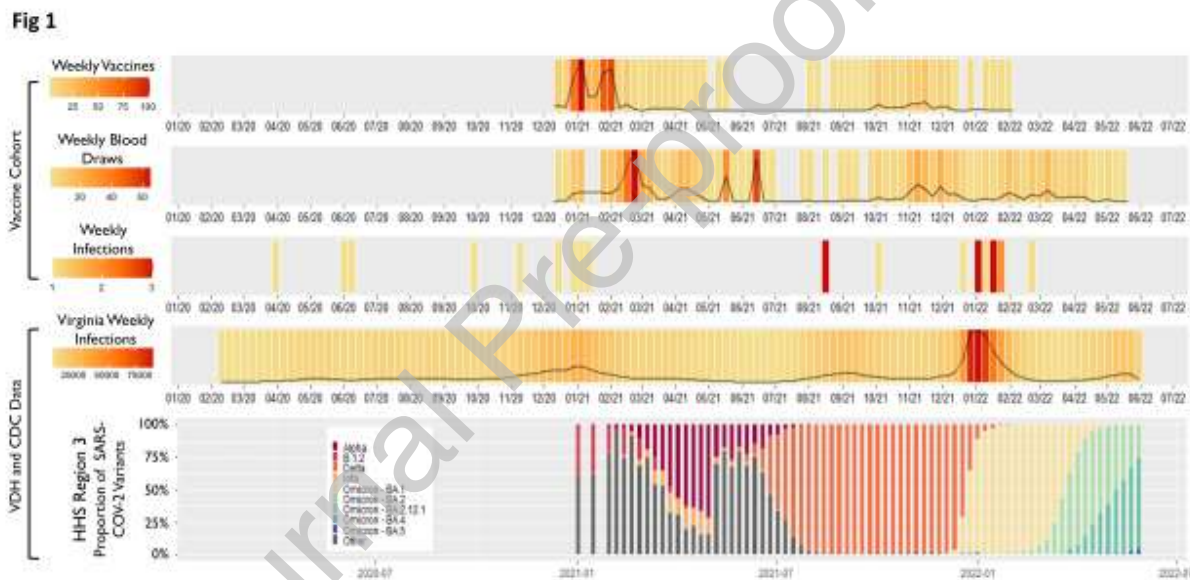 Fig 1
Weekly Vaccines
25 50 75 100
01/20 02/20 03/20 04/20 05/20 06/20 07/20 08/20 09/20 10/20 11/20 12/20 01/21 02/21 03/21 04/21 05/21 06/21 07/21 08/21 09/21 10/21 11/21 12/21 01/22 02/22 03/22 04/22 05/22 06/22 07/22
Vaccine Cohort
Weekly Blood
Draws
20 40 60
01/20 02/20 03/20 04/20 05/20 06/20 07/20 08/20 09/20 10/20 11/20 12/20 01/21 02/21 03/21 04/21 05/21 06/21 07/21 08/21 09/21 10/21 11/21 12/21 01/22 02/22 03/22 04/22 05/22 06/22 07/22
Weekly
Infections
1 2 3
01/20 02/20 03/20 04/20 05/20 06/20 07/20 08/20 09/20 10/20 11/20 12/20 01/21 02/21 03/21 04/21 05/21 06/21 07/21 08/21 09/21 10/21 11/21 12/21 01/22 02/22 03/22 04/22 05/22 06/22 07/22
Virginia Weekly
Infections
25000 50000 75000
01/20 02/20 03/20 04/20 05/20 06/20 07/20 08/20 09/20 10/20 11/20 12/20 01/21 02/21 03/21 04/21 05/21 06/21 07/21 08/21 09/21 10/21 11/21 12/21 01/22 02/22 03/22 04/22 05/22 06/22 07/22
VDH and CDC Data
HHS Region 3
Proportion of SARS-
COV-2 Variants
100%
75%
50%
25%
0%
Alpha
B.1.2
Delta
Iota
Omicron - BA.1
Omicron - BA.2
Omicron - BA.2.12.1
Omicron - BA.4
Omicron - BA.5
Other
2020-07 2021-01 2021-07 2022-01
Journal Pre-proof